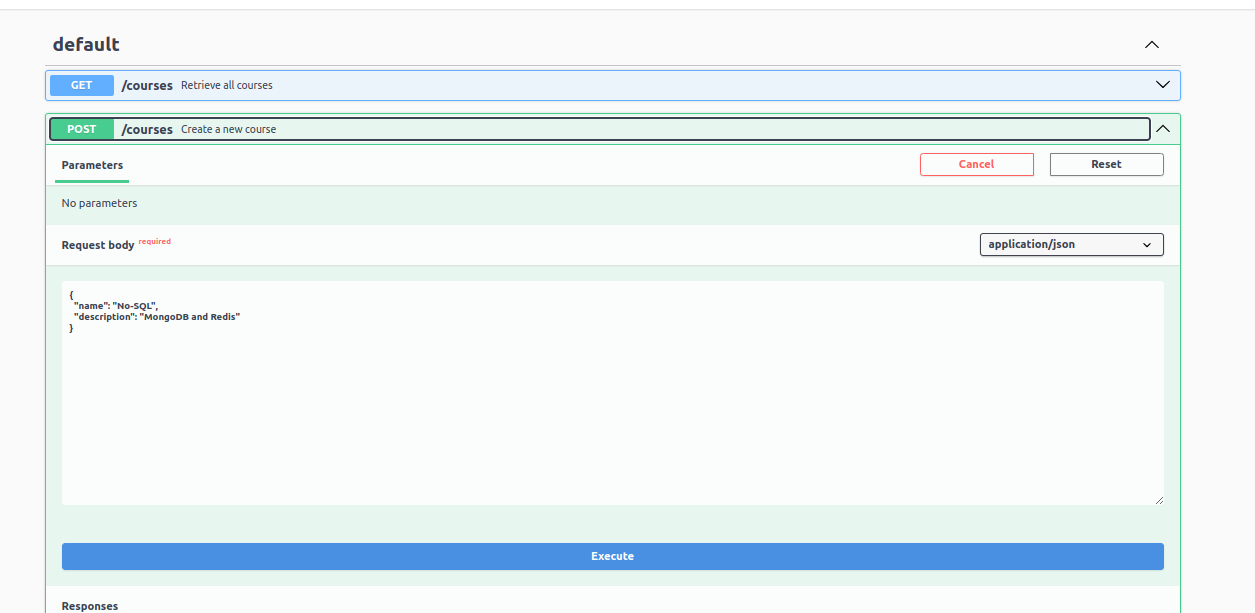 default
GET /courses Retrieve all courses
POST /courses Create a new course
Parameters Cancel Reset
No parameters
Request body required application/json
{
"name": "No-SQL",
"description": "MongoDB and Redis"
}
Execute
Responses